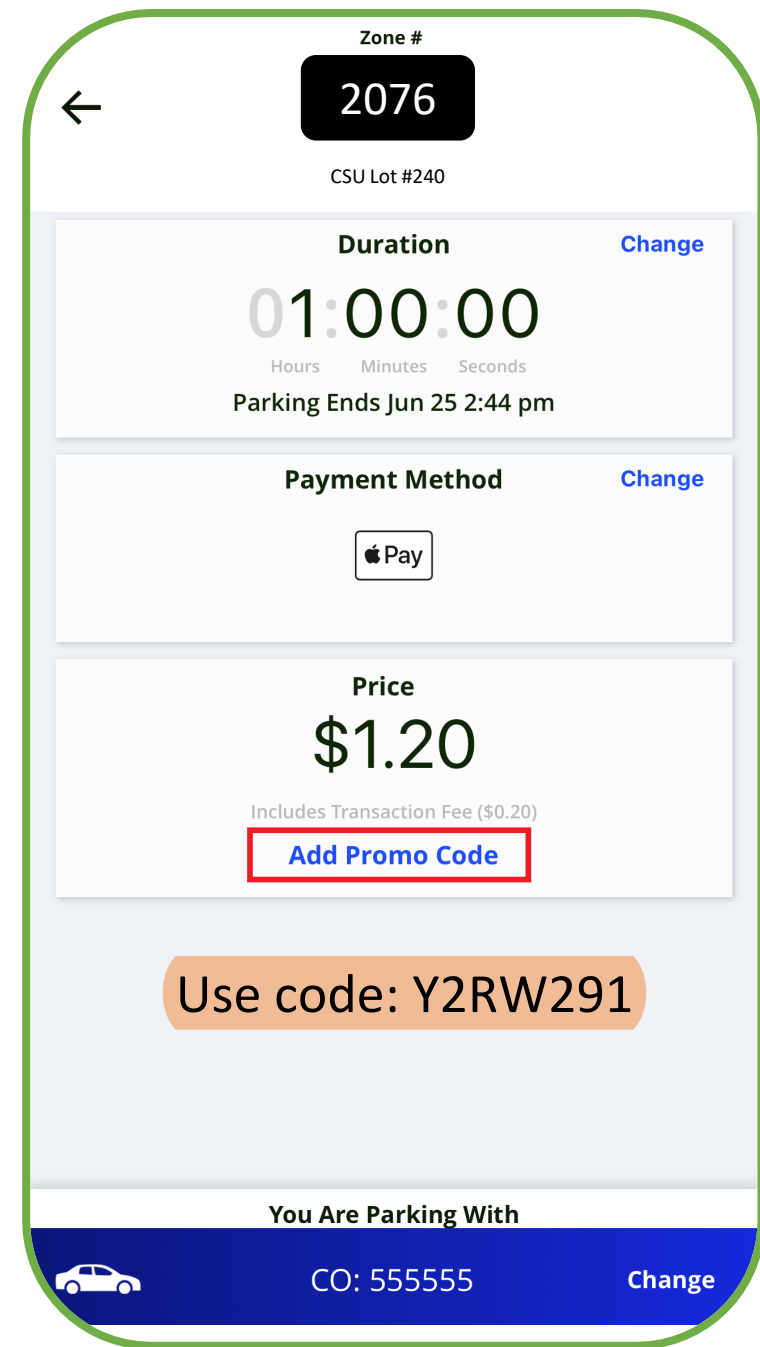 Zone #
2076
CSU Lot #240
Duration Change
01:00:00
Hours Minutes Seconds
Parking Ends Jun 25 2:44 pm
Payment Method Change
Pay
Price
$1.20
Includes Transaction Fee ($0.20)
Add Promo Code
Use code: Y2RW291
You Are Parking With
CO: 555555 Change